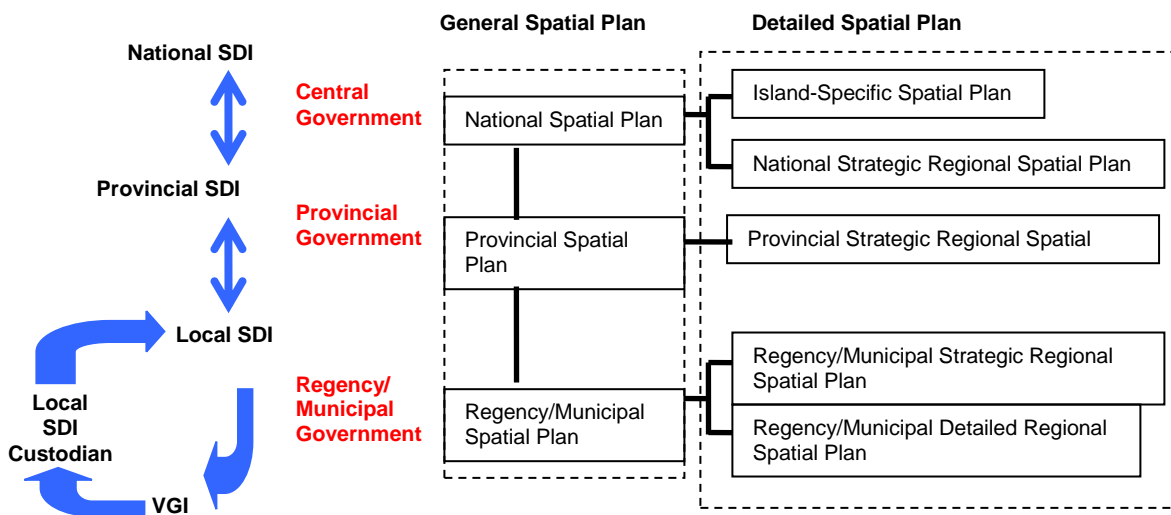 General Spatial Plan
Detailed Spatial Plan
National SDI
Provincial SDI
Local SDI
Local
SDI
Custodian
VGI
Central
Government
Provincial
Government
Regency/
Municipal
Government
National Spatial Plan
Provincial Spatial
Plan
Regency/Municipal
Spatial Plan
Island-Specific Spatial Plan
National Strategic Regional Spatial Plan
Provincial Strategic Regional Spatial
Regency/Municipal Strategic Regional
Spatial Plan
Regency/Municipal Detailed Regional
Spatial Plan